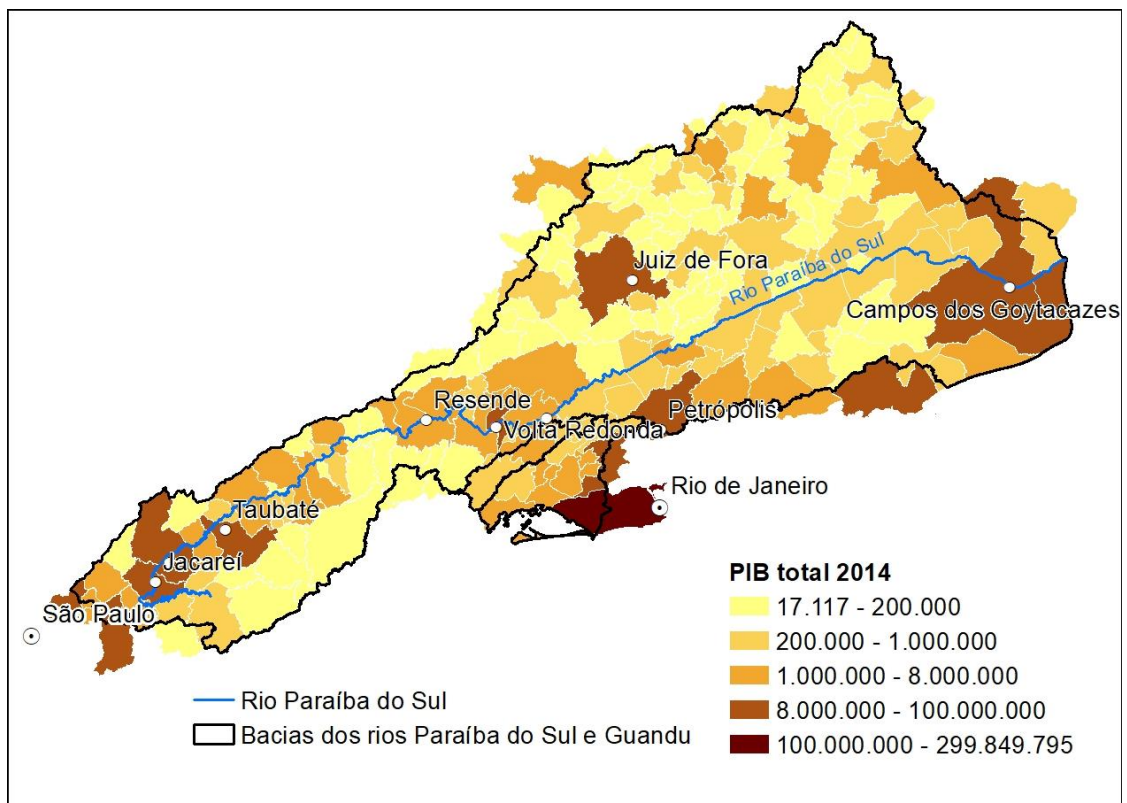 Juiz de Fora
Rio Paraíba do Sul
Campos dos Goytacazes
Resende
Petrópolis
Volta Redonda
Rio de Janeiro
Taubaté
Jacareí
São Paulo
PIB total 2014
17.117 - 200.000
200.000 - 1.000.000
1.000.000 - 8.000.000
8.000.000 - 100.000.000
100.000.000 - 299.849.795
Rio Paraíba do Sul
Bacias dos rios Paraíba do Sul e Guandu